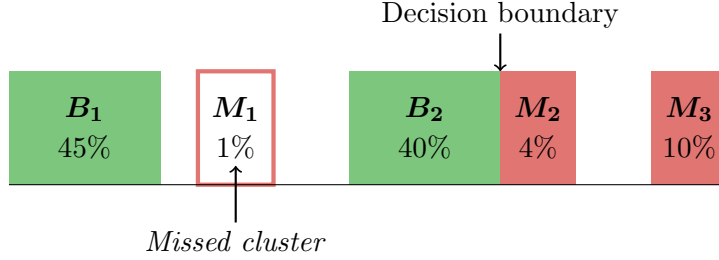 Decision boundary
B₁ M₁ B₂ M₂ M₃
45% 1% 40% 4% 10%
Missed cluster